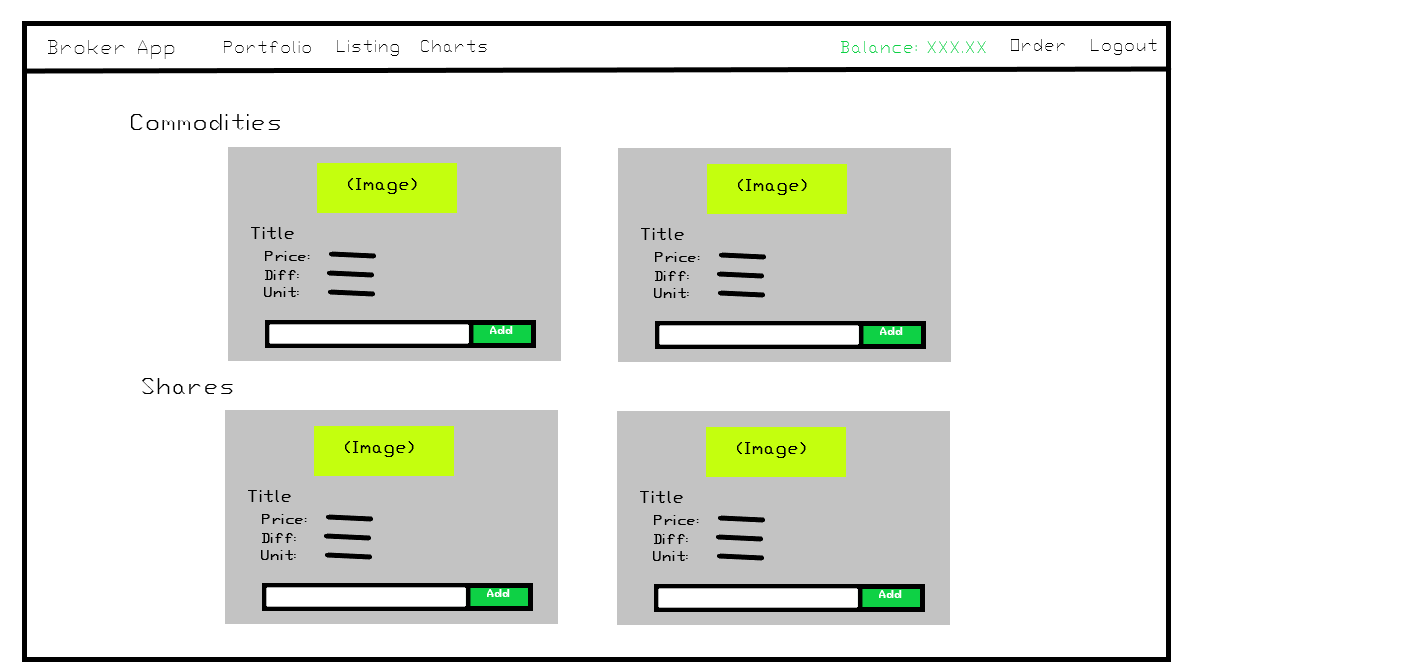 Broker App Portfolio Listing Charts Balance: XXX.XX Order Logout
Commodities
(Image) (Image)
Title Title
Price: Price:
Diff: Diff:
Unit: Unit:
Add Add
Shares
(Image) (Image)
Title Title
Price: Price:
Diff: Diff:
Unit: Unit:
Add Add